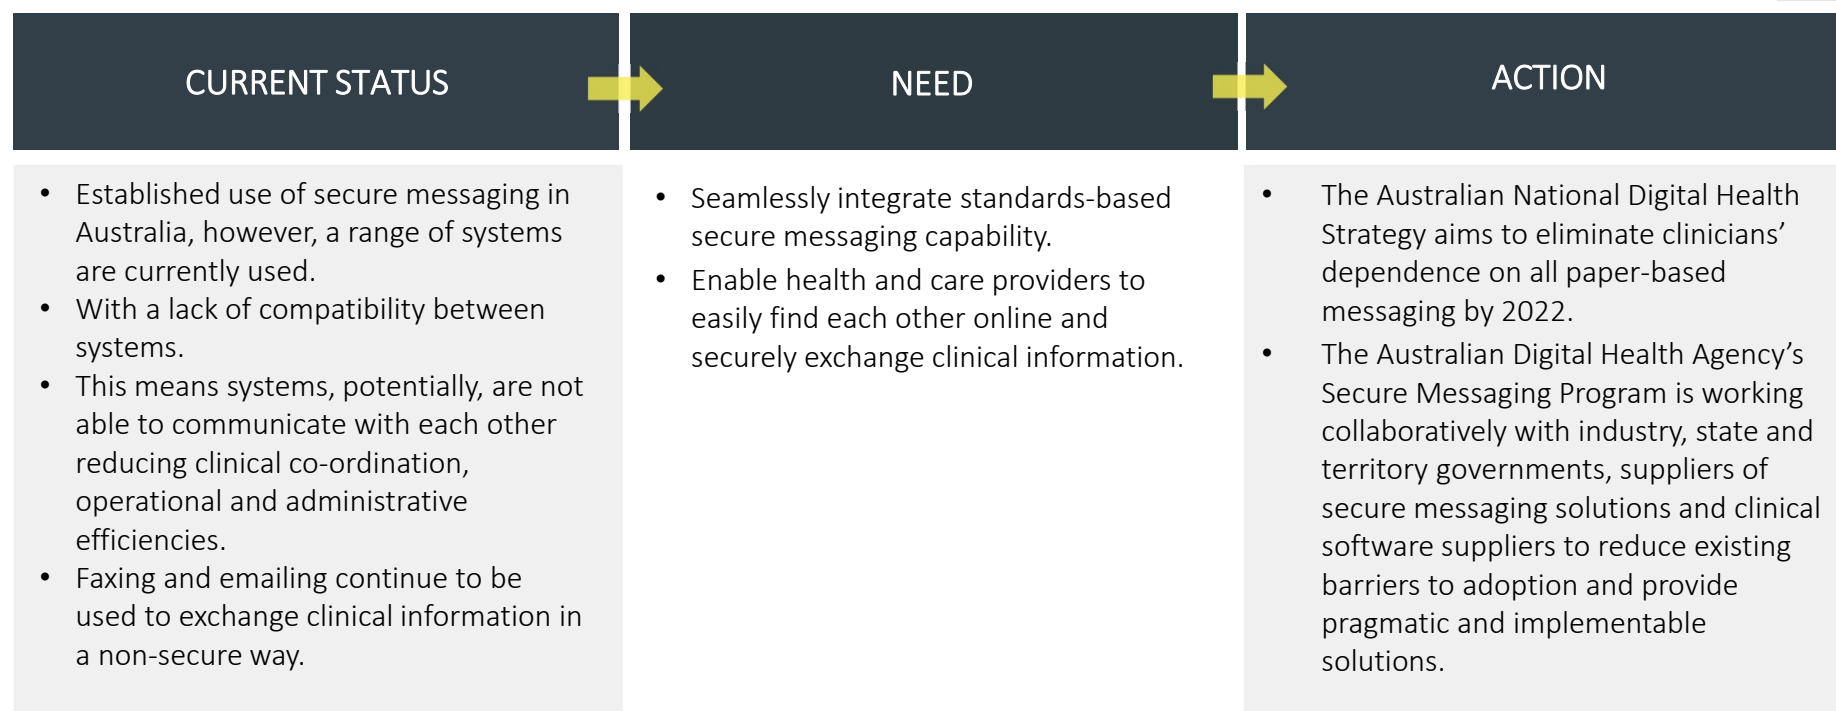 CURRENT STATUS
• Established use of secure messaging in
Australia, however, a range of systems
are currently used.
• With a lack of compatibility between
systems.
• This means systems, potentially, are not
able to communicate with each other
reducing clinical co-ordination,
operational and administrative
efficiencies.
• Faxing and emailing continue to be
used to exchange clinical information in
a non-secure way.
NEED
• Seamlessly integrate standards-based
secure messaging capability.
• Enable health and care providers to
easily find each other online and
securely exchange clinical information.
ACTION
• The Australian National Digital Health
Strategy aims to eliminate clinicians’
dependence on all paper-based
messaging by 2022.
• The Australian Digital Health Agency’s
Secure Messaging Program is working
collaboratively with industry, state and
territory governments, suppliers of
secure messaging solutions and clinical
software suppliers to reduce existing
barriers to adoption and provide
pragmatic and implementable
solutions.